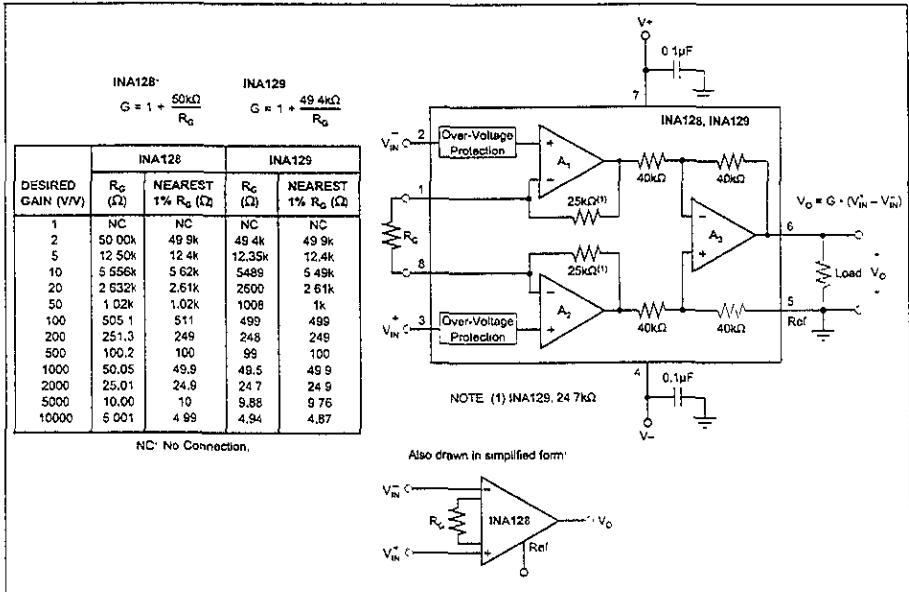 INA128
G = 1 + 50kΩ / R_G
INA129
G = 1 + 49 4kΩ / R_G
INA128 INA129
DESIRED GAIN (V/V) R_G (Ω) NEAREST 1% R_G (Ω) R_G (Ω) NEAREST 1% R_G (Ω)
1 NC NC NC NC
2 50 00k 49 9k 49 4k 49 9k
5 12 50k 12 4k 12.35k 12.4k
10 5 556k 5 62k 5489 5 49k
20 2 632k 2.61k 2600 2 61k
50 1 02k 1.02k 1008 1k
100 505 1 511 499 499
200 251.3 249 248 249
500 100.2 100 99 100
1000 50.05 49.9 49.5 49 9
2000 25.01 24.9 24 7 24 9
5000 10.00 10 9.88 9 76
10000 5 001 4 99 4.94 4.87
NC: No Connection.
V+
0 1µF
7
INA128, INA129
V_IN^- 2 Over-Voltage Protection
+ A_1 −
40kΩ 40kΩ
1
25kΩ(1)
R_G
− A_3 +
6
V_O = G • (V_IN^+ − V_IN^-)
8
25kΩ(1)
Load
+
V_O
−
− A_2 +
V_IN^+ 3 Over-Voltage Protection
40kΩ 40kΩ
5
Ref
4
0.1µF
V−
NOTE (1) INA129, 24 7kΩ
Also drawn in simplified form:
V_IN^-
−
R_G
INA128
V_O
V_IN^+
+
Ref